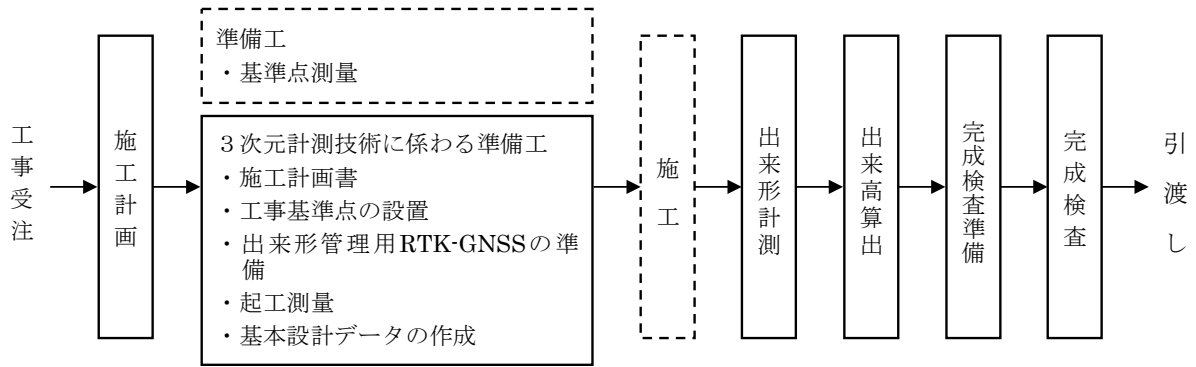 工事受注
施工計画
準備工
・基準点測量
３次元計測技術に係わる準備工
・施工計画書
・工事基準点の設置
・出来形管理用RTK-GNSSの準
備
・起工測量
・基本設計データの作成
施工
出来形計測
出来高算出
完成検査準備
完成検査
引渡し